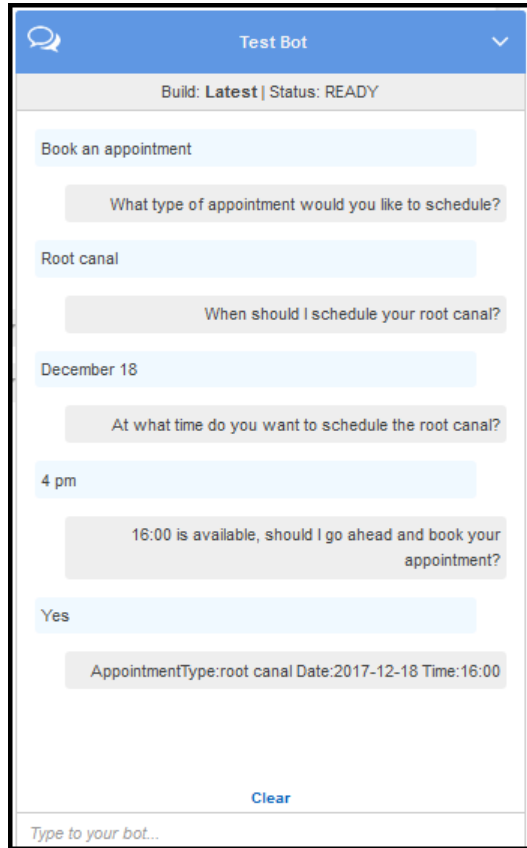 Test Bot
Build: Latest | Status: READY
Book an appointment
What type of appointment would you like to schedule?
Root canal
When should I schedule your root canal?
December 18
At what time do you want to schedule the root canal?
4 pm
16:00 is available, should I go ahead and book your
appointment?
Yes
AppointmentType:root canal Date:2017-12-18 Time:16:00
Clear
Type to your bot...